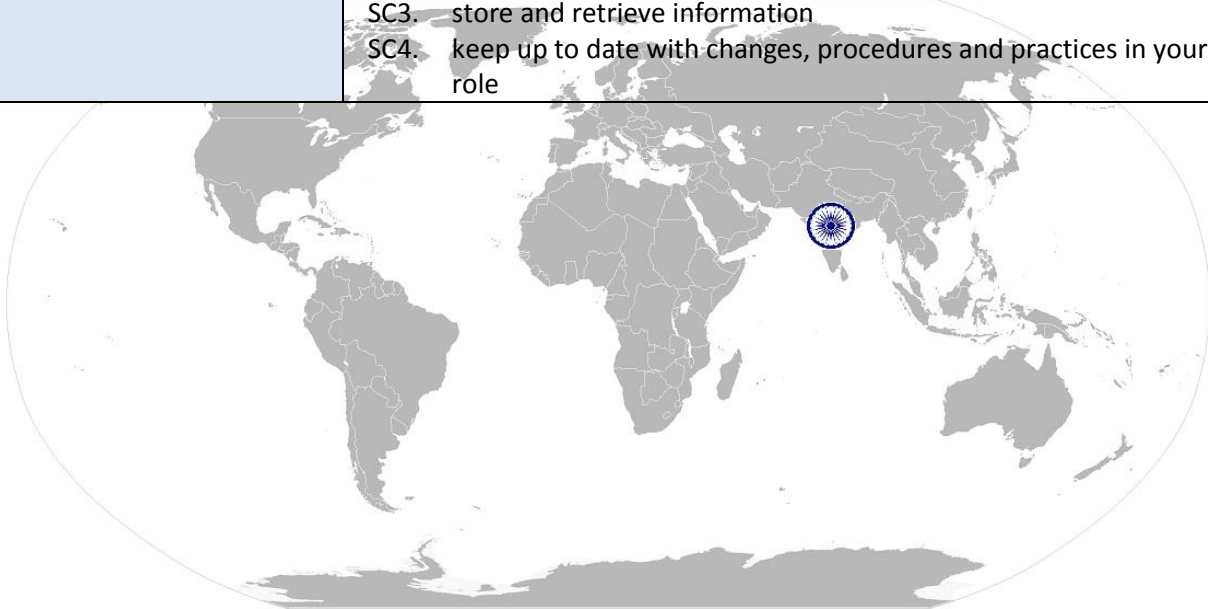 SC3. store and retrieve information
SC4. keep up to date with changes, procedures and practices in your
role